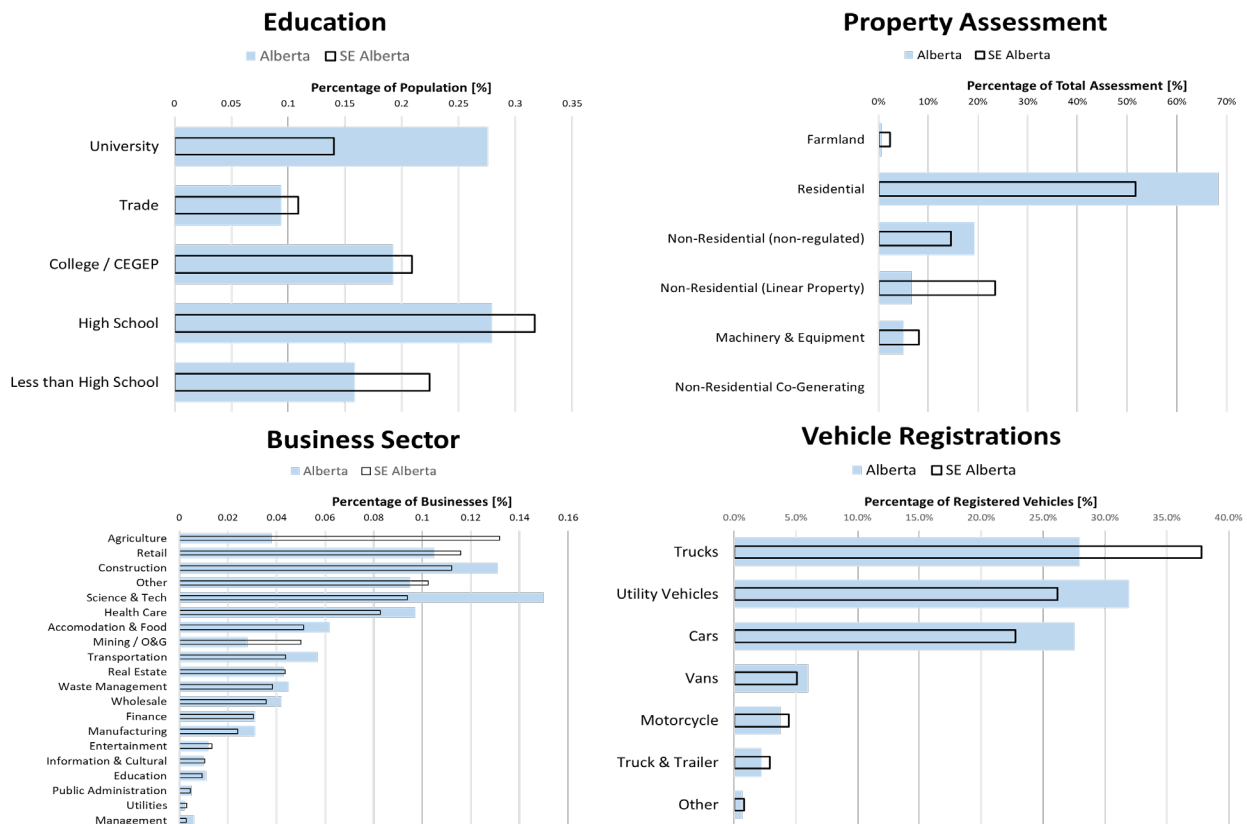 Education
Alberta SE Alberta
Percentage of Population [%]
0 0.05 0.1 0.15 0.2 0.25 0.3 0.35
University
Trade
College / CEGEP
High School
Less than High School
Property Assessment
Alberta SE Alberta
Percentage of Total Assessment [%]
0% 10% 20% 30% 40% 50% 60% 70%
Farmland
Residential
Non-Residential (non-regulated)
Non-Residential (Linear Property)
Machinery & Equipment
Non-Residential Co-Generating
Business Sector
Alberta SE Alberta
Percentage of Businesses [%]
0 0.02 0.04 0.06 0.08 0.1 0.12 0.14 0.16
Agriculture
Retail
Construction
Other
Science & Tech
Health Care
Accomodation & Food
Mining / O&G
Transportation
Real Estate
Waste Management
Wholesale
Finance
Manufacturing
Entertainment
Information & Cultural
Education
Public Administration
Utilities
Management
Vehicle Registrations
Alberta SE Alberta
Percentage of Registered Vehicles [%]
0.0% 5.0% 10.0% 15.0% 20.0% 25.0% 30.0% 35.0% 40.0%
Trucks
Utility Vehicles
Cars
Vans
Motorcycle
Truck & Trailer
Other